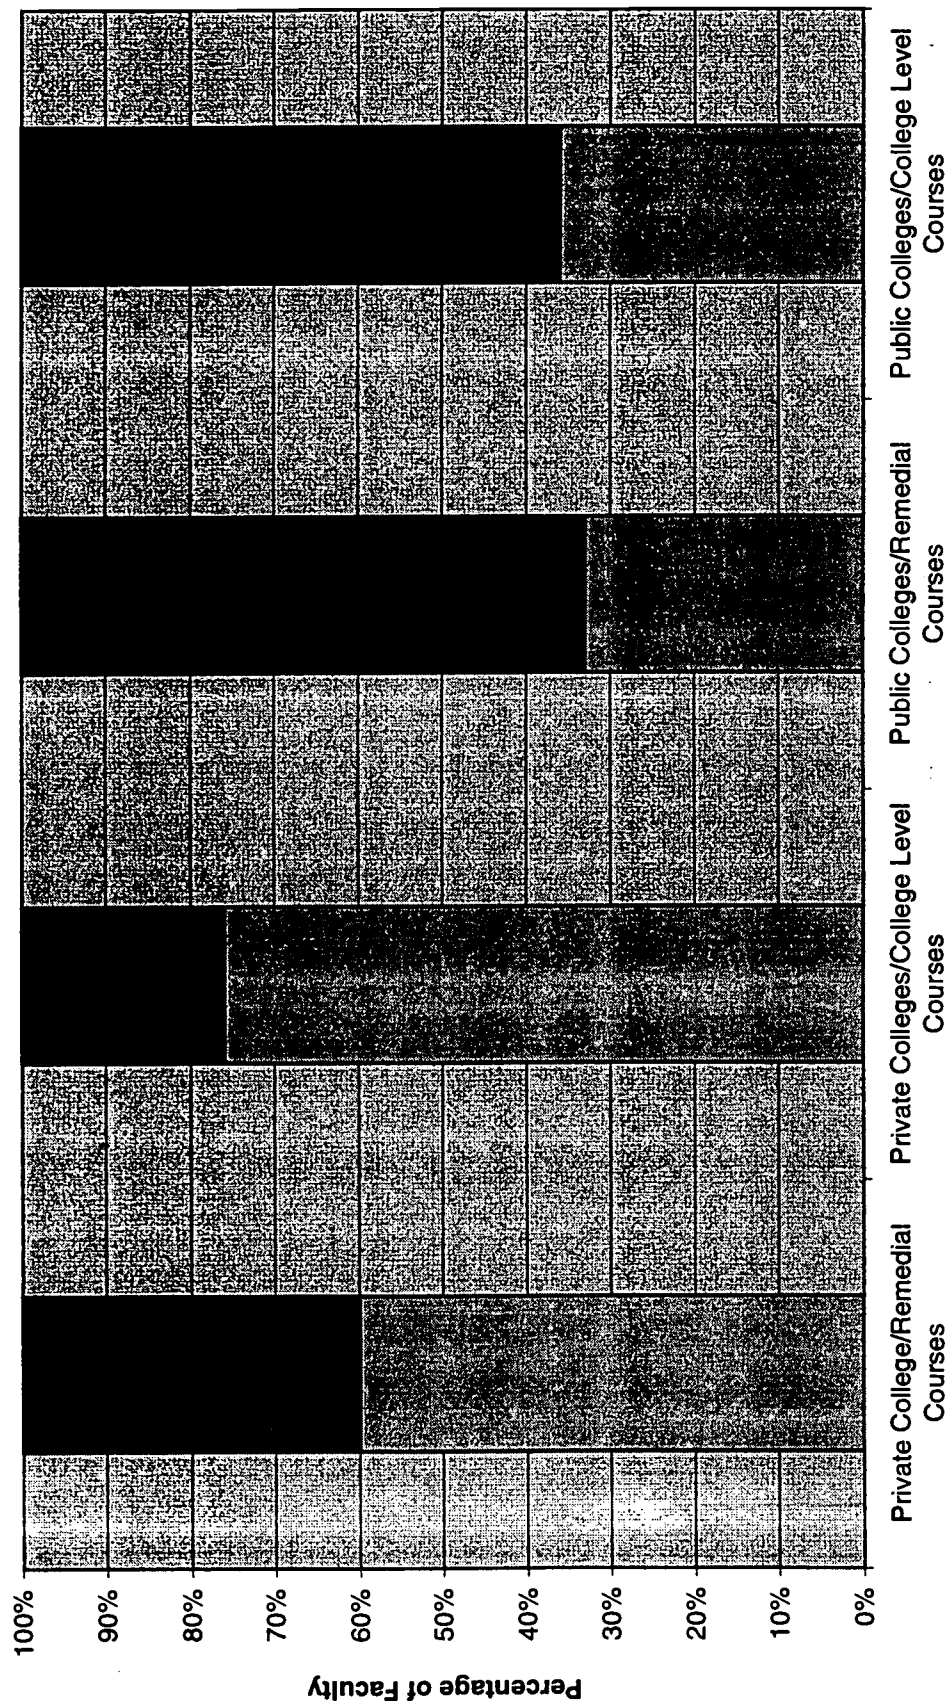 100%
90%
80%
70%
60%
50%
40%
30%
20%
10%
0%
Percentage of Faculty
Private College/Remedial
Courses
Private Colleges/College Level
Courses
Public Colleges/Remedial
Courses
Public Colleges/College Level
Courses